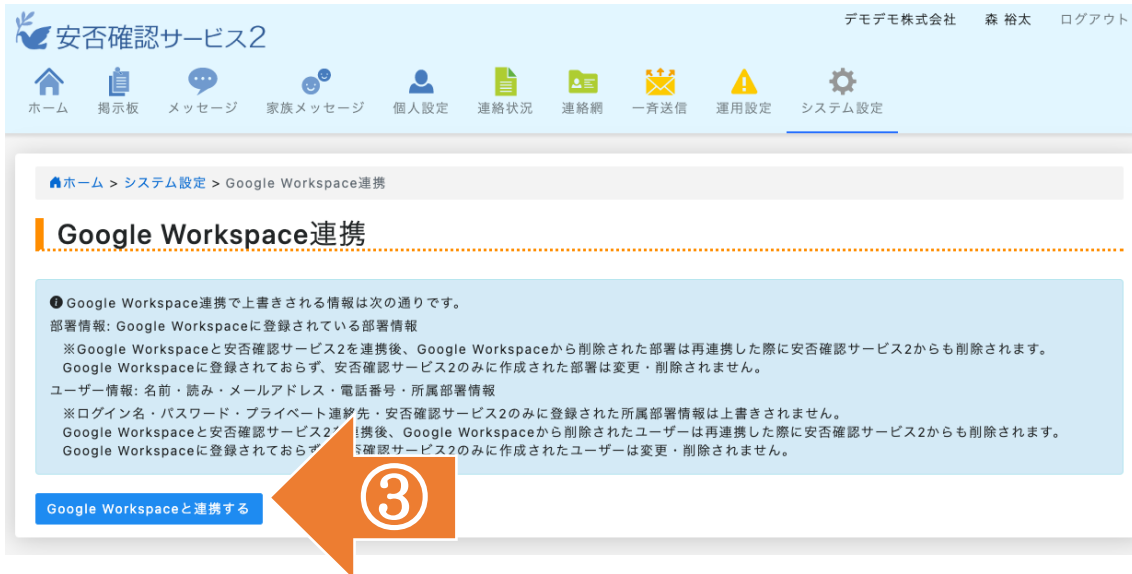 安否確認サービス2
デモデモ株式会社 森 裕太 ログアウト
ホーム 掲示板 メッセージ 家族メッセージ 個人設定 連絡状況 連絡網 一斉送信 運用設定 システム設定
ホーム > システム設定 > Google Workspace連携
Google Workspace連携
Google Workspace連携で上書きされる情報は次の通りです。
部署情報: Google Workspaceに登録されている部署情報
※Google Workspaceと安否確認サービス2を連携後、Google Workspaceから削除された部署は再連携した際に安否確認サービス2からも削除されます。
Google Workspaceに登録されておらず、安否確認サービス2のみに作成された部署は変更・削除されません。
ユーザー情報: 名前・読み・メールアドレス・電話番号・所属部署情報
※ログイン名・パスワード・プライベート連絡先・安否確認サービス2のみに登録された所属部署情報は上書きされません。
Google Workspaceと安否確認サービス2 連携後、Google Workspaceから削除されたユーザーは再連携した際に安否確認サービス2からも削除されます。
Google Workspaceに登録されておらず 否確認サービス2のみに作成されたユーザーは変更・削除されません。
Google Workspaceと連携する
③